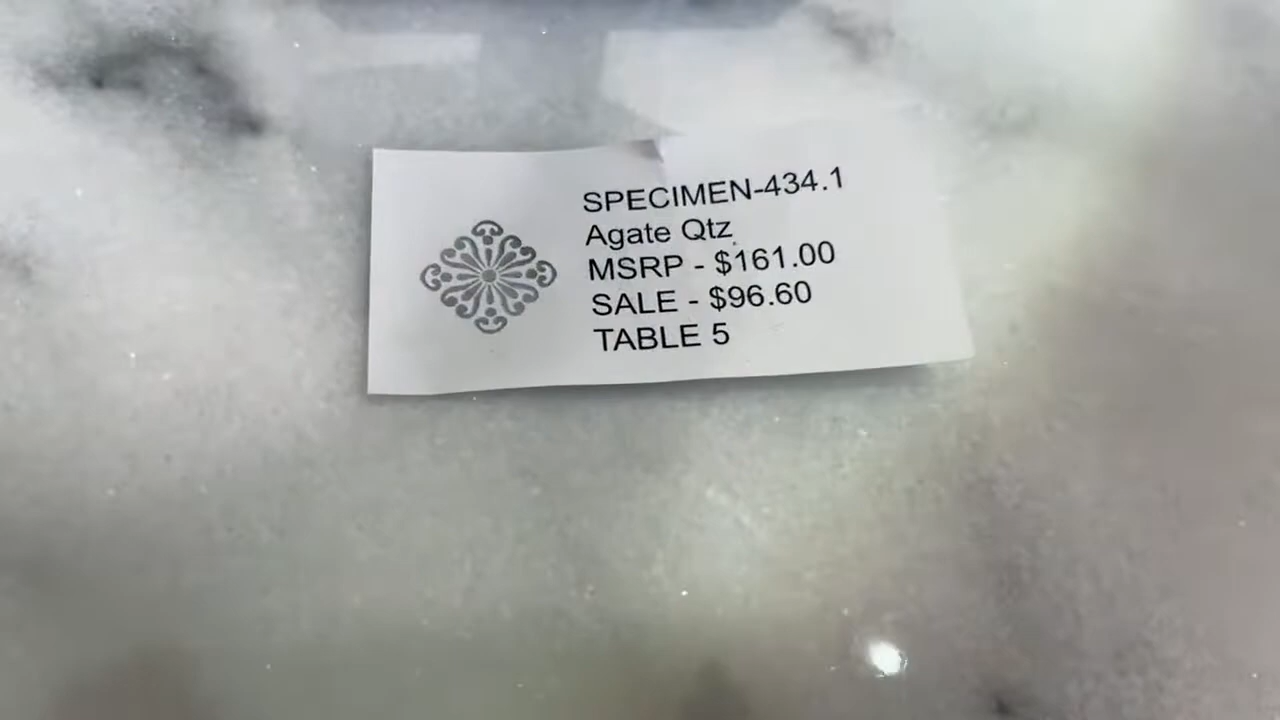 SPECIMEN-434.1
Agate Qtz
MSRP - $161.00
SALE - $96.60
TABLE 5